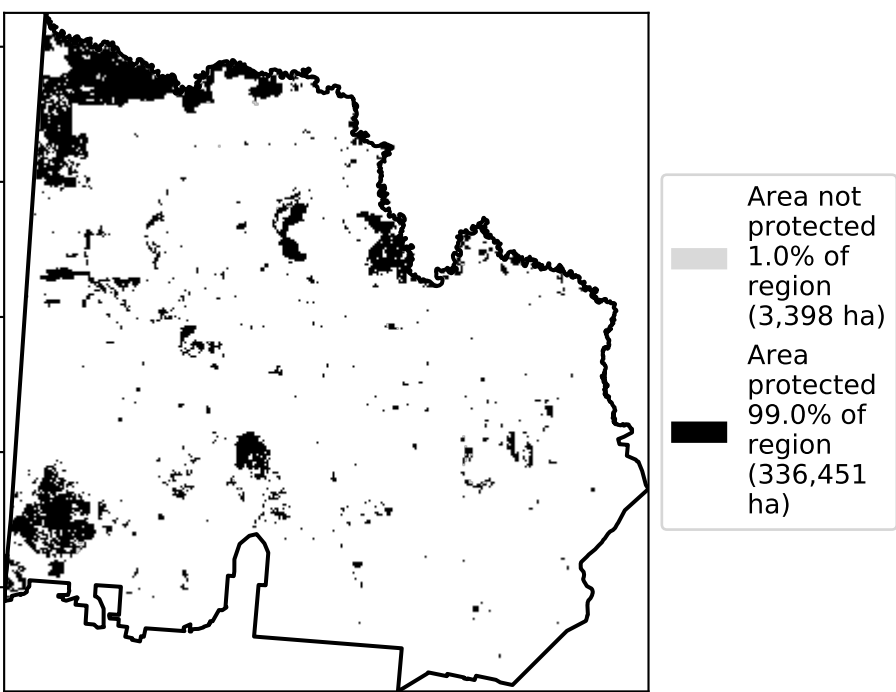 Area not
protected
1.0% of
region
(3,398 ha)
Area
protected
99.0% of
region
(336,451
ha)